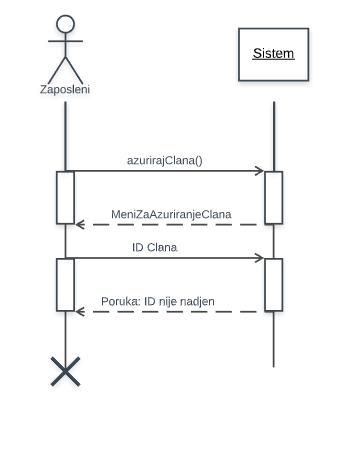 Sistem
Zaposleni
azurirajClana()
MeniZaAzuriranjeClana
ID Clana
Poruka: ID nije nadjen